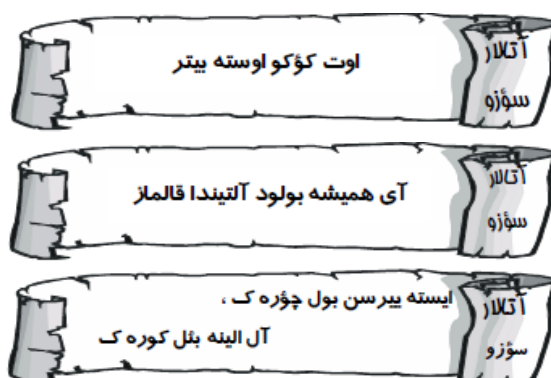 آتالار
سؤزو
اوت کؤکو اوسته بیتر
آتالار
سؤزو
آی همیشه بولود آلتیندا قالماز
آتالار
سؤزو
ایسته ییرسن بول چؤره ک ،
آل الینه بئل کوره ک